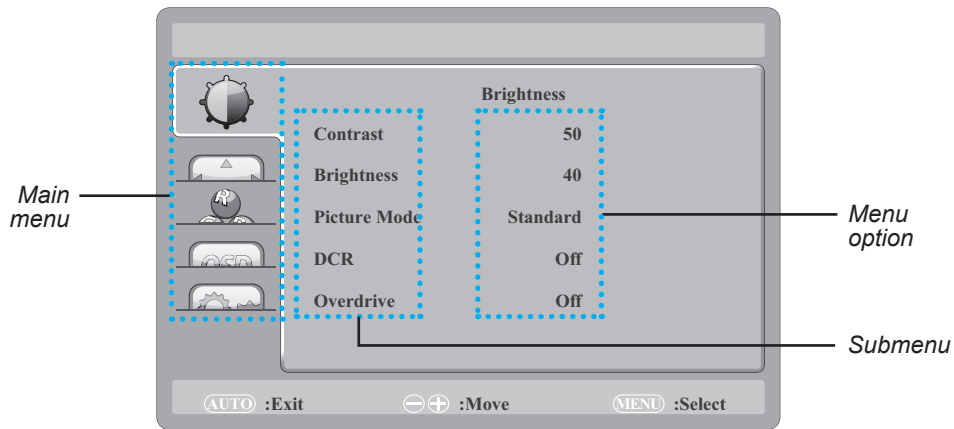 Brightness
Contrast 50
Brightness 40
Picture Mode Standard
DCR Off
Overdrive Off
R
OSD
Main
menu
Menu
option
Submenu
AUTO :Exit
:Move
MENU :Select